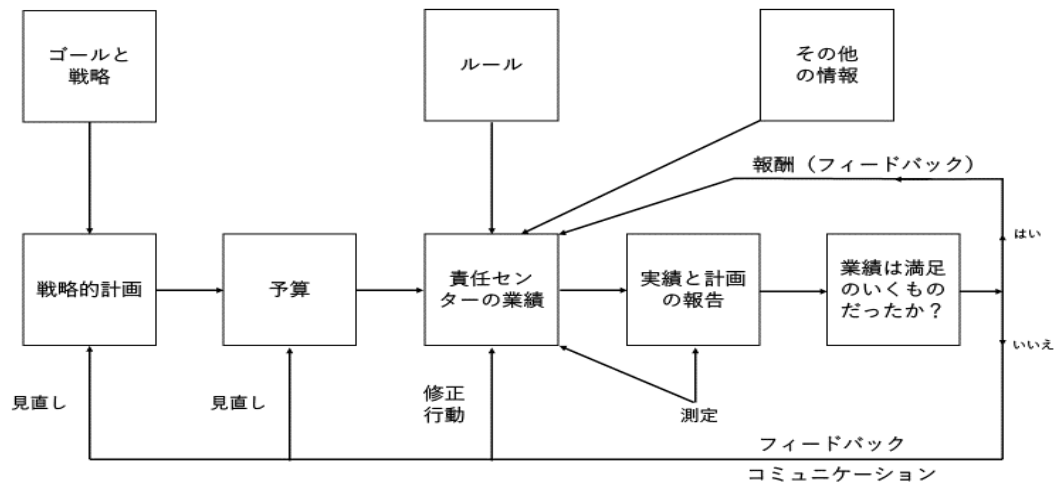 ゴールと
戦略
ルール
その他
の情報
報酬（フィードバック）
はい
戦略的計画
予算
責任セン
ターの業績
実績と計画
の報告
業績は満足
のいくもの
だったか？
いいえ
見直し
見直し
修正
行動
測定
フィードバック
コミュニケーション